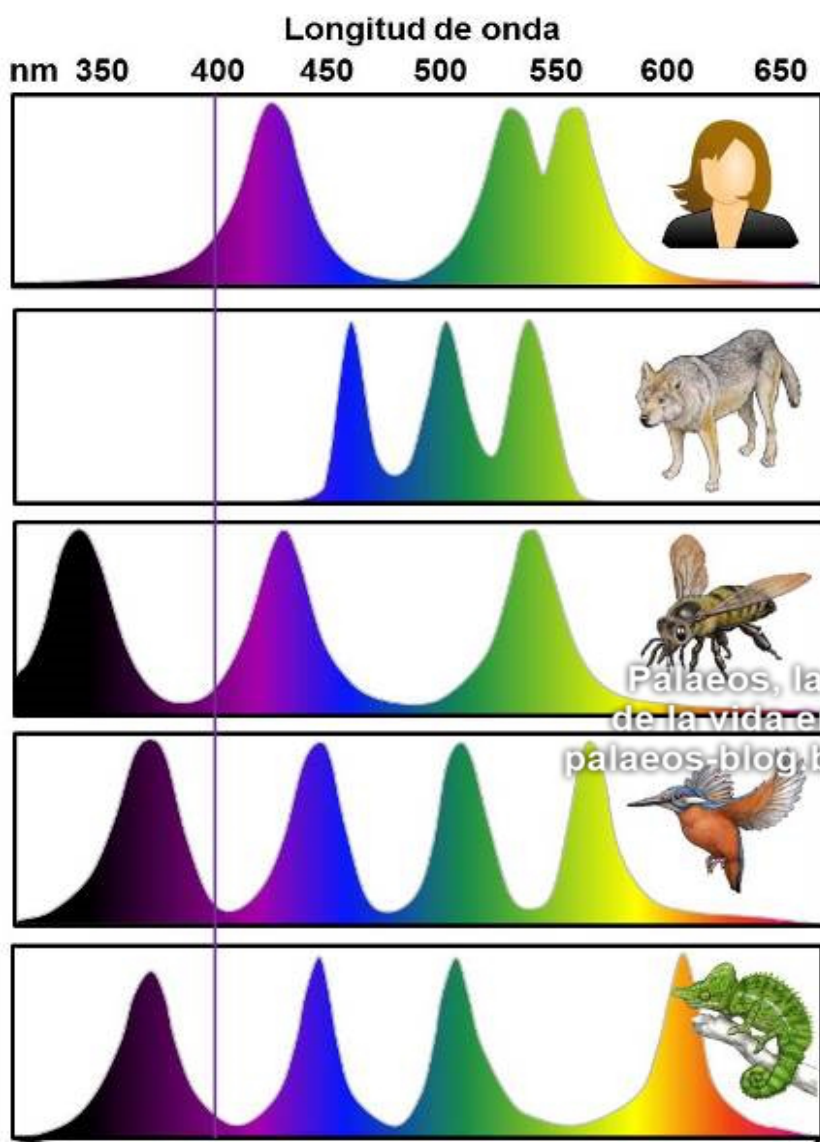 Longitud de onda
nm 350 400 450 500 550 600 650
Palaeos, la
de la vida e
palaeos-blog.b